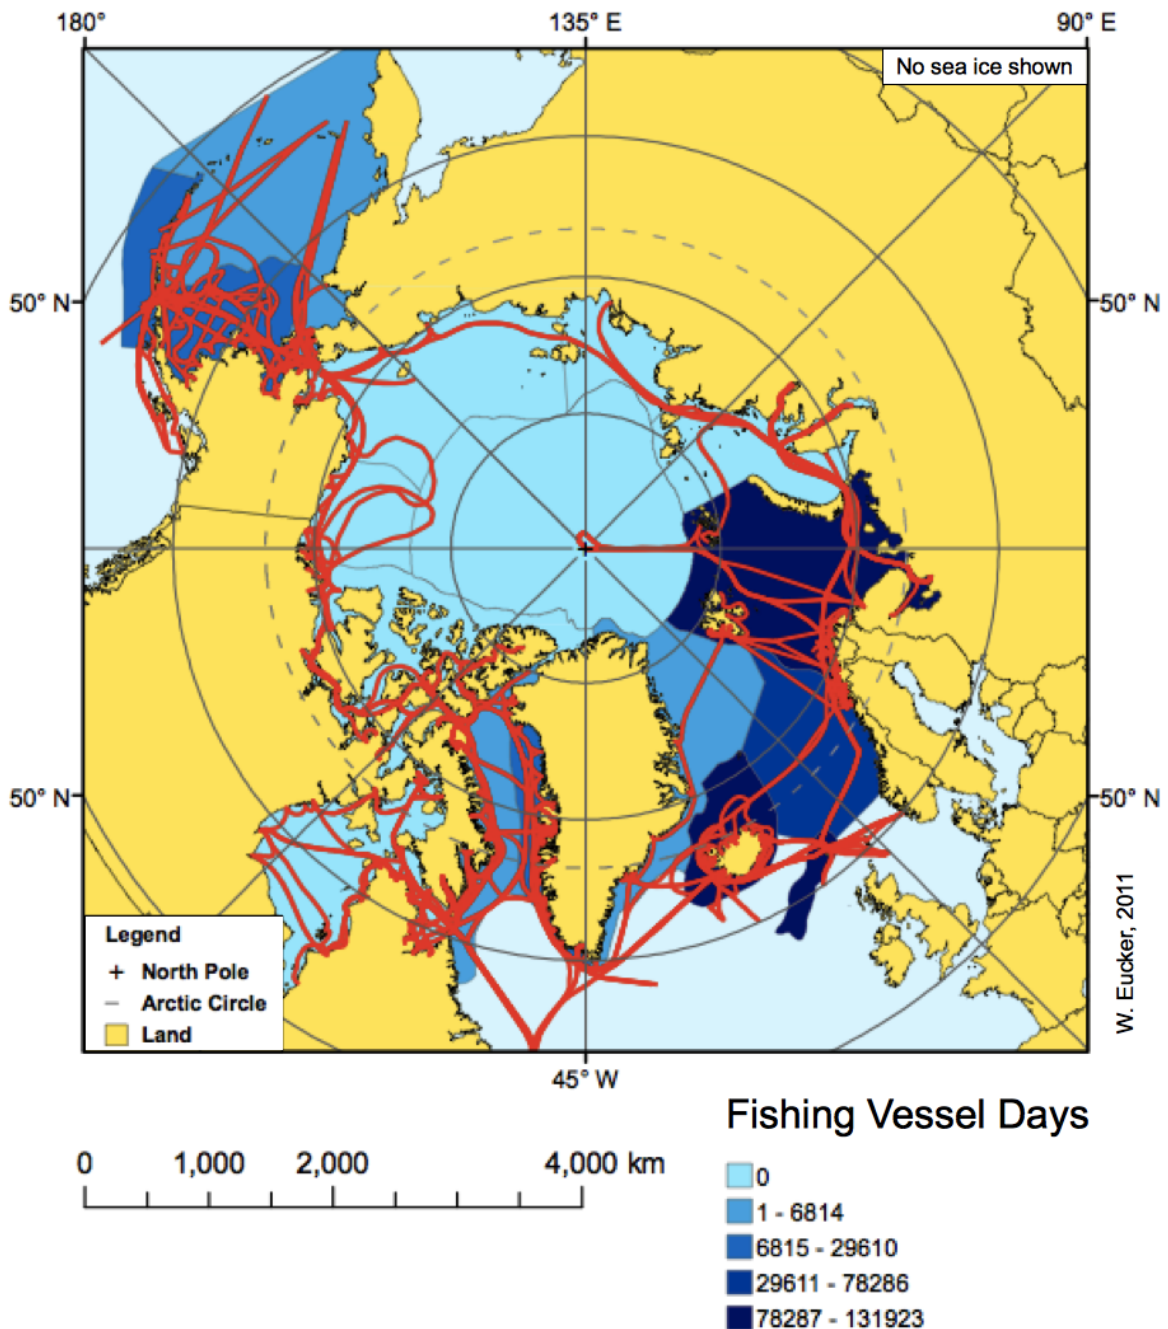 180° 135° E 90° E
No sea ice shown
50° N 50° N
50° N 50° N
Legend
+ North Pole
– Arctic Circle
Land
W. Eucker, 2011
45° W
Fishing Vessel Days
0 1,000 2,000 4,000 km
0
1 - 6814
6815 - 29610
29611 - 78286
78287 - 131923